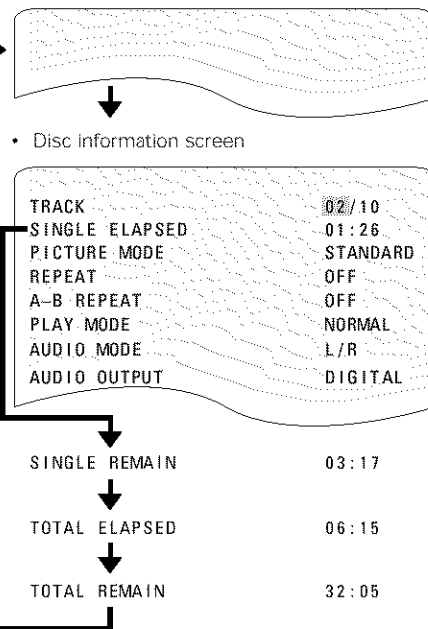 • Disc information screen
TRACK 02/10
SINGLE ELAPSED 01:26
PICTURE MODE STANDARD
REPEAT OFF
A–B REPEAT OFF
PLAY MODE NORMAL
AUDIO MODE L/R
AUDIO OUTPUT DIGITAL
SINGLE REMAIN 03:17
TOTAL ELAPSED 06:15
TOTAL REMAIN 32:05